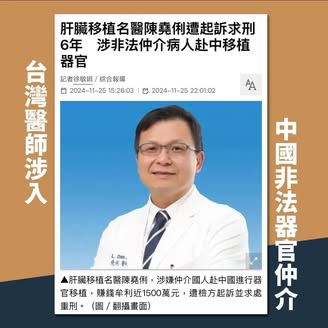 肝臟移植名醫陳堯俐遭起訴求刑
6年　涉非法仲介病人赴中移植
器官
記者徐敏娟 / 綜合報導
2024-11-25 15:26:03 | 2024-11-25 22:01:02
台灣醫師涉入
中國非法器官仲介
▲肝臟移植名醫陳堯俐，涉嫌仲介國人赴中國進行器
官移植，賺錢牟利近1500萬元，遭檢方起訴並求處
重刑。（圖／翻攝畫面）